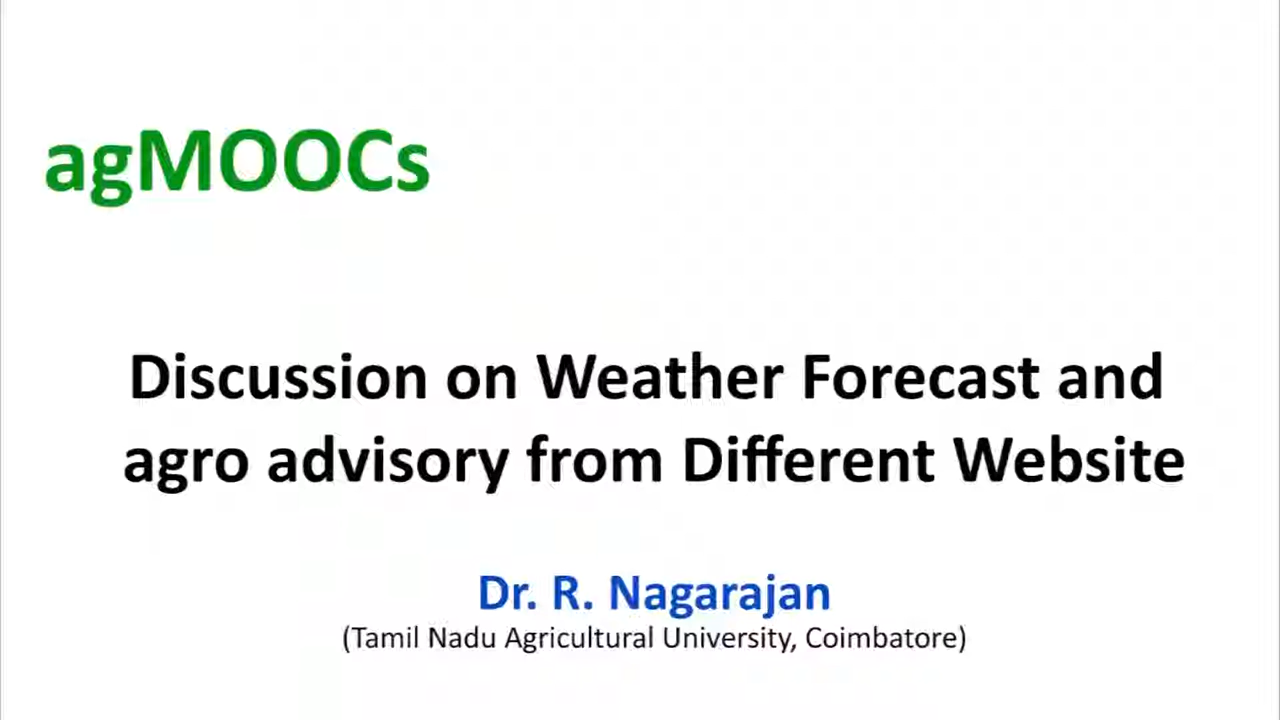 agMOOCs
Discussion on Weather Forecast and
agro advisory from Different Website
Dr. R. Nagarajan
(Tamil Nadu Agricultural University, Coimbatore)